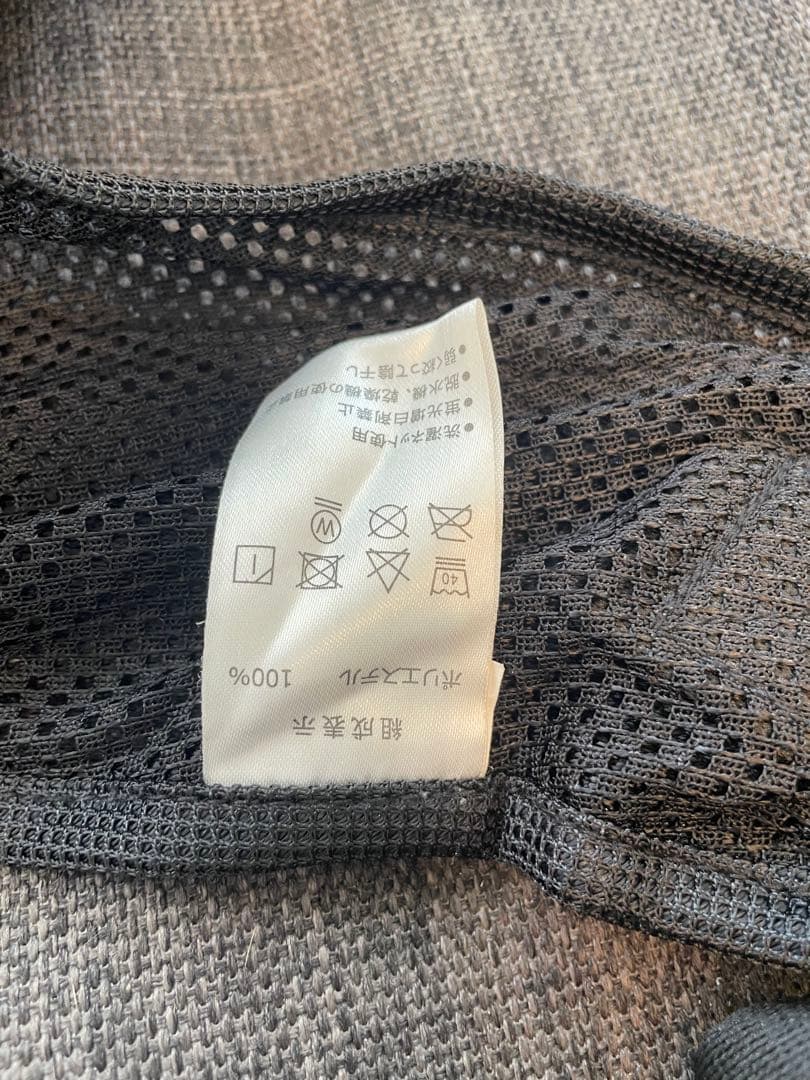 組成表示
ポリエステル 100%
40
W
● 洗濯ネット使用
● 蛍光増白剤禁止
● 脱水機、乾燥機の使用禁止
● 弱く絞って陰干し